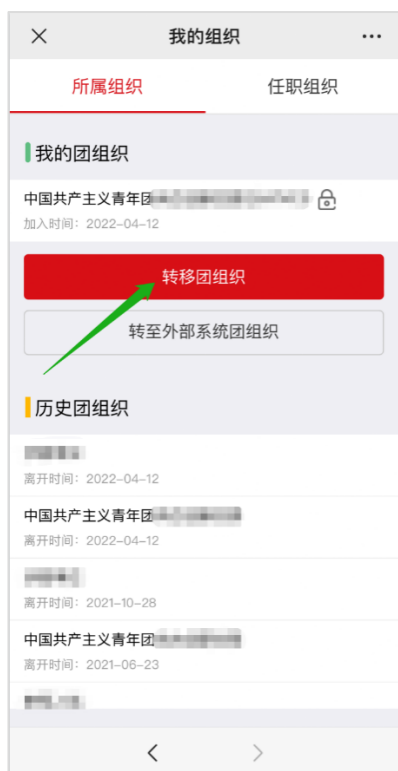 我的组织
所属组织
任职组织
我的团组织
中国共产主义青年团
加入时间：2022-04-12
转移团组织
转至外部系统团组织
历史团组织
离开时间：2022-04-12
中国共产主义青年团
离开时间：2022-04-12
离开时间：2021-10-28
中国共产主义青年团
离开时间：2021-06-23